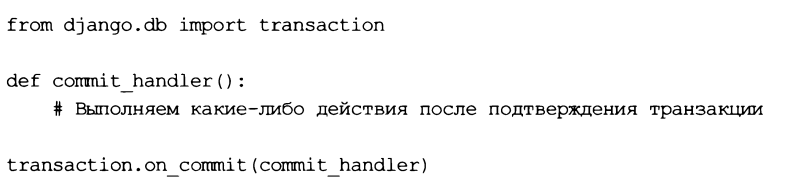 from django.db import transaction
def commit_handler():
# Выполняем какие-либо действия после подтверждения транзакции
transaction.on_commit(commit_handler)